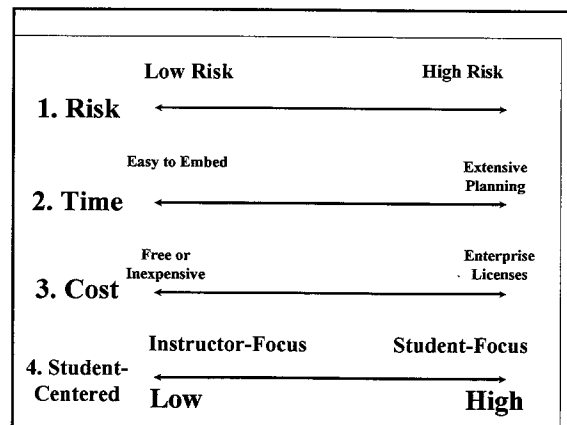 Low Risk High Risk
1. Risk
Easy to Embed Extensive
Planning
2. Time
Free or Enterprise
Inexpensive Licenses
3. Cost
Instructor-Focus Student-Focus
4. Student-
Centered
Low High